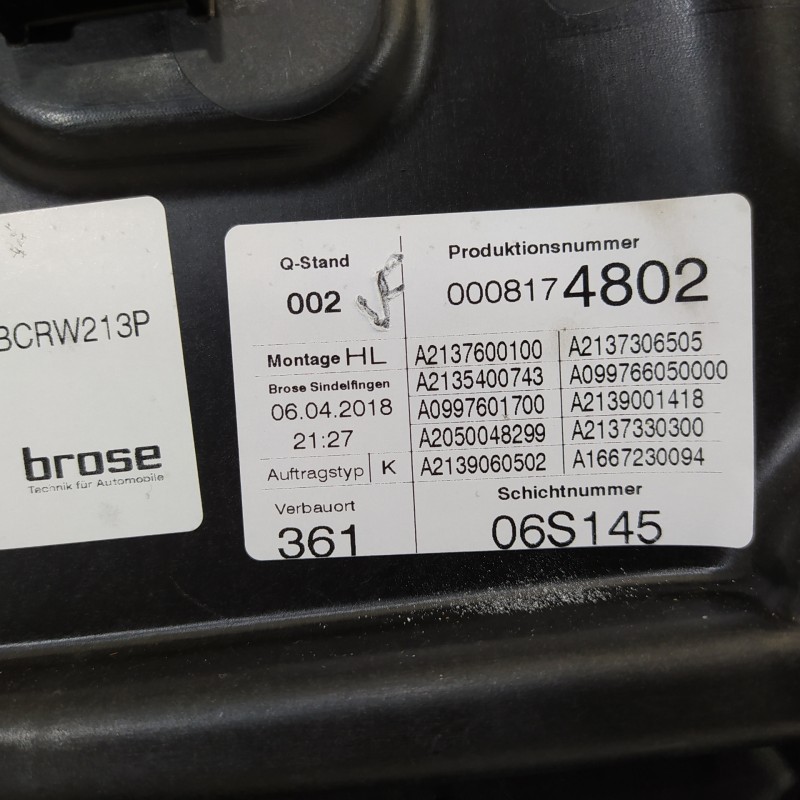 BCRW213P
brose
Technik für Automobile
Q-Stand
002
Produktionsnummer
0008174802
Montage HL
Brose Sindelfingen
06.04.2018
21:27
Auftragstyp K
A2137600100 A2137306505
A2135400743 A099766050000
A0997601700 A2139001418
A2050048299 A2137330300
A2139060502 A1667230094
Verbauort
361
Schichtnummer
06S145